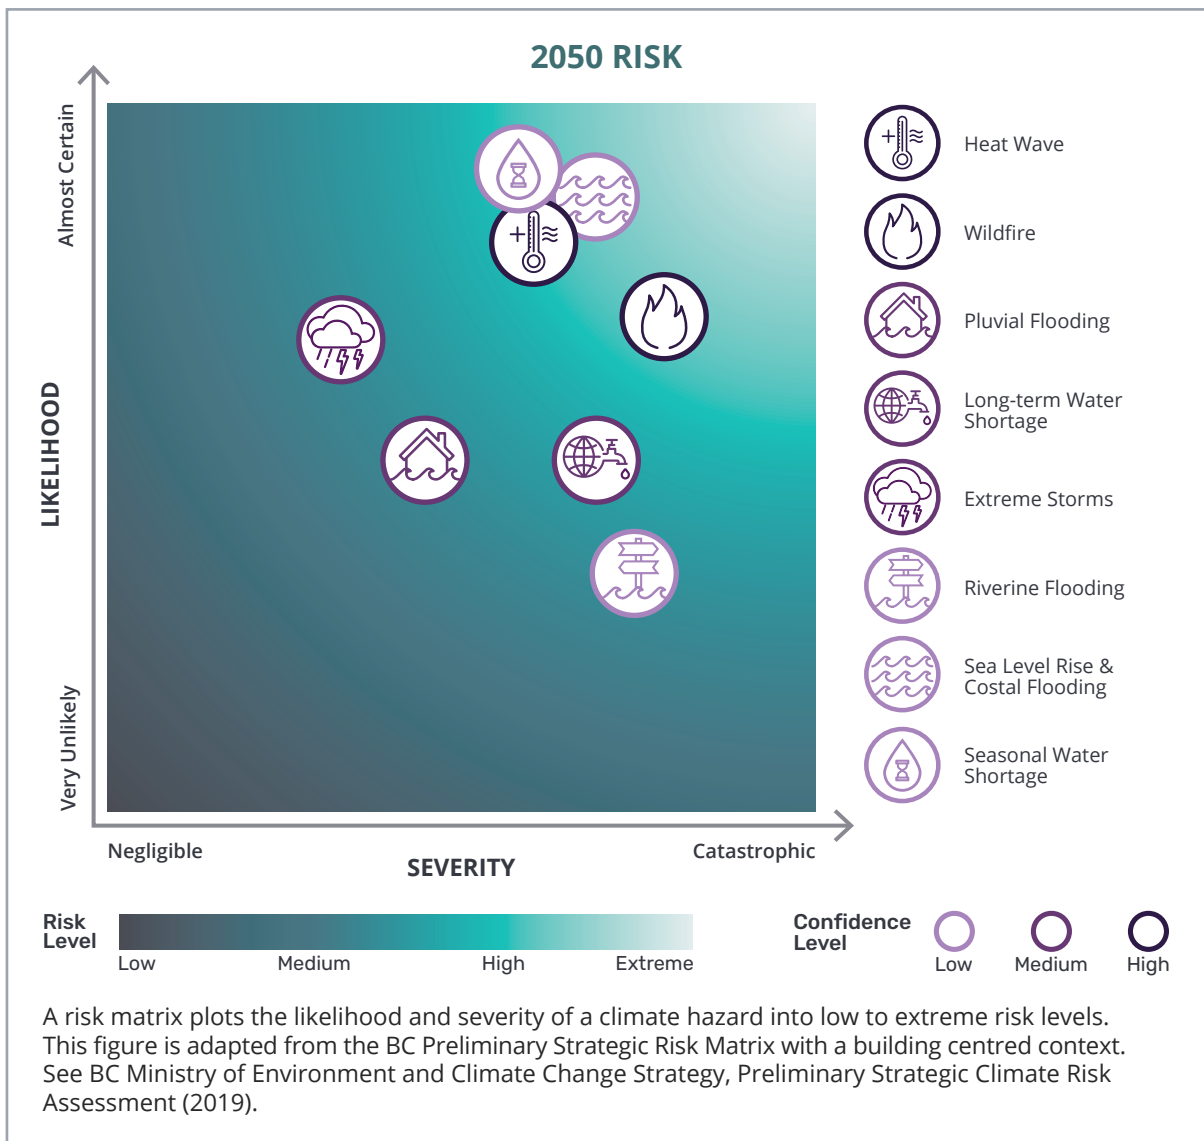 2050 RISK
Almost Certain
LIKELIHOOD
Very Unlikely
Negligible
SEVERITY
Catastrophic
Heat Wave
Wildfire
Pluvial Flooding
Long-term Water
Shortage
Extreme Storms
Riverine Flooding
Sea Level Rise &
Costal Flooding
Seasonal Water
Shortage
Risk
Level
Low
Medium
High
Extreme
Confidence
Level
Low
Medium
High
A risk matrix plots the likelihood and severity of a climate hazard into low to extreme risk levels.
This figure is adapted from the BC Preliminary Strategic Risk Matrix with a building centred context.
See BC Ministry of Environment and Climate Change Strategy, Preliminary Strategic Climate Risk
Assessment (2019).